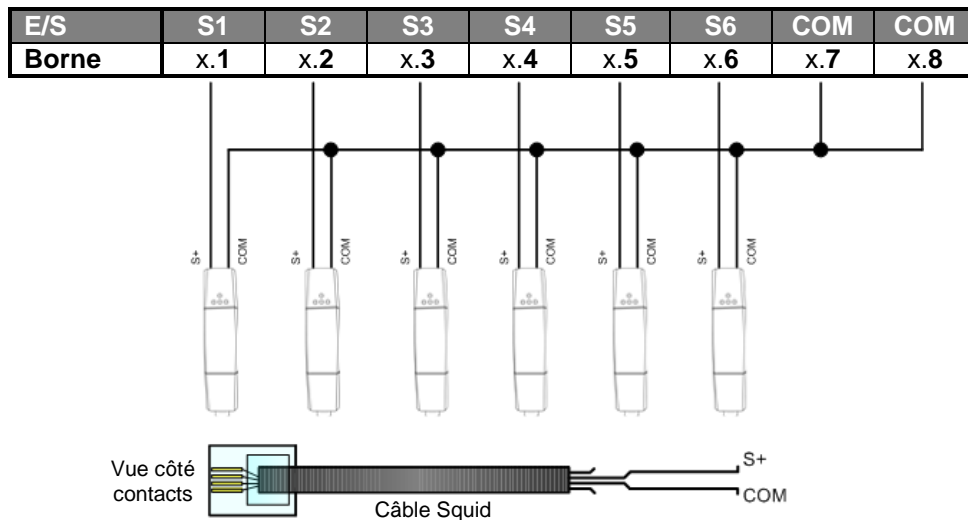 E/S S1 S2 S3 S4 S5 S6 COM COM
Borne x.1 x.2 x.3 x.4 x.5 x.6 x.7 x.8
S+ COM S+ COM S+ COM S+ COM S+ COM S+ COM
Vue côté
contacts
S+
COM
Câble Squid